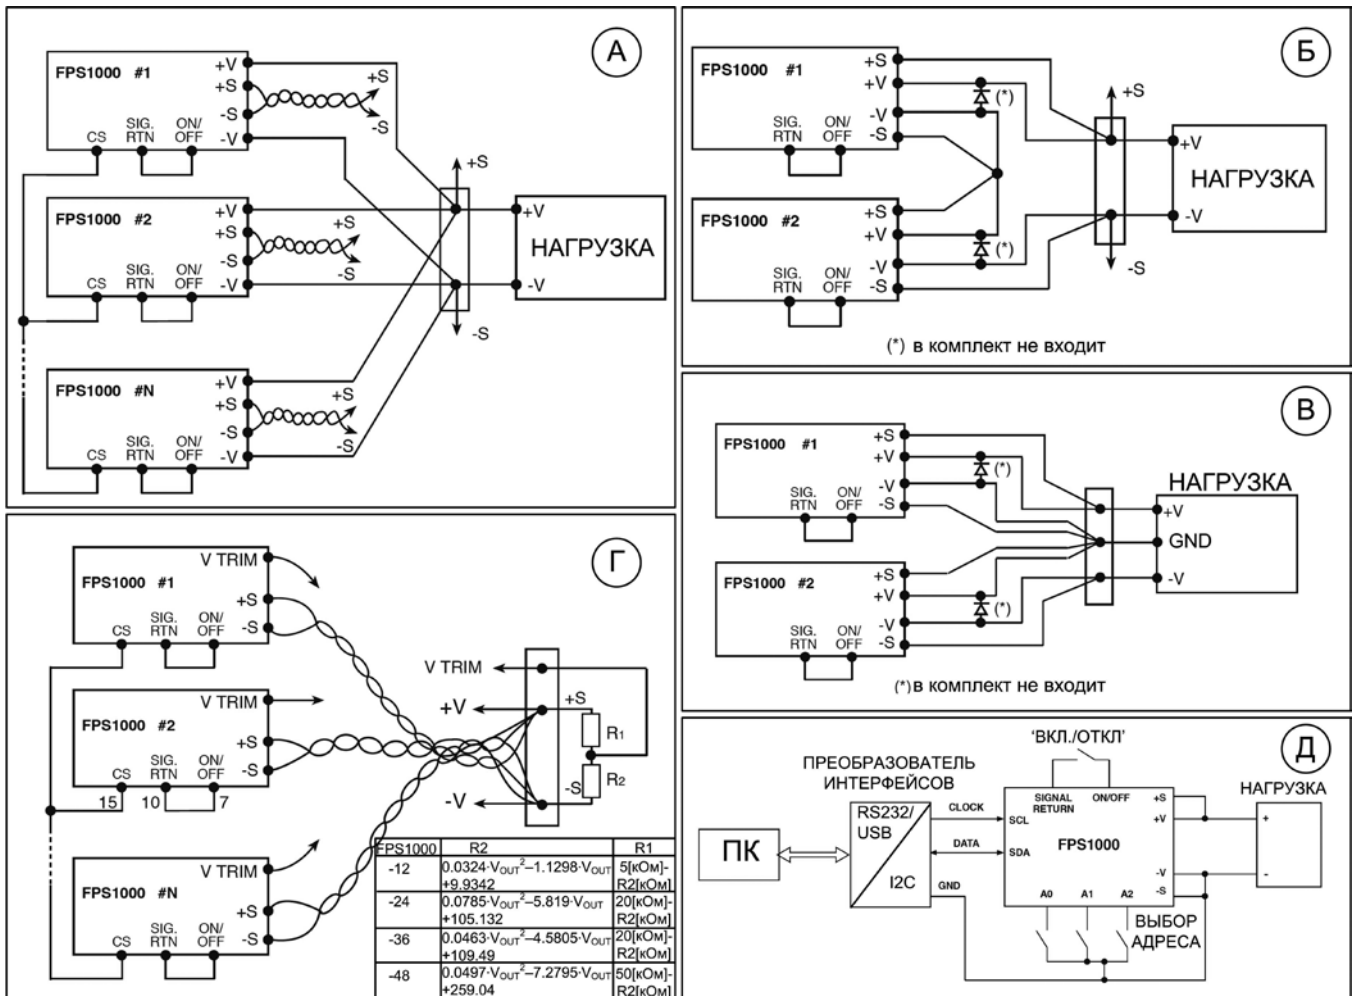 А
FPS1000 #1
+V
+S
-S
-V
CS
SIG. RTN
ON/ OFF
+S
-S
FPS1000 #2
+V
+S
-S
-V
CS
SIG. RTN
ON/ OFF
+S
-S
FPS1000 #N
+V
+S
-S
-V
CS
SIG. RTN
ON/ OFF
+S
-S
+S
-S
+V
НАГРУЗКА
-V
Б
FPS1000 #1
+S
+V
-V
-S
SIG. RTN
ON/ OFF
(*)
FPS1000 #2
+S
+V
-V
-S
SIG. RTN
ON/ OFF
(*)
+S
-S
+V
НАГРУЗКА
-V
(*) в комплект не входит
В
FPS1000 #1
+S
+V
-V
-S
SIG. RTN
ON/ OFF
(*)
FPS1000 #2
+S
+V
-V
-S
SIG. RTN
ON/ OFF
(*)
НАГРУЗКА
+V
GND
-V
(*)в комплект не входит
Г
FPS1000 #1
V TRIM
+S
-S
CS
SIG. RTN
ON/ OFF
FPS1000 #2
V TRIM
+S
-S
CS
SIG. RTN
ON/ OFF
15
10
7
FPS1000 #N
V TRIM
+S
-S
CS
SIG. RTN
ON/ OFF
V TRIM
+V
-V
+S
-S
R1
R2
FPS1000 R2 R1
-12 0.0324·VOUT²–1.1298·VOUT 5[кОм]-
+9.9342 R2[кОм]
-24 0.0785·VOUT²–5.819·VOUT 20[кОм]-
+105.132 R2[кОм]
-36 0.0463·VOUT²–4.5805·VOUT 20[кОм]-
+109.49 R2[кОм]
-48 0.0497·VOUT²–7.2795·VOUT 50[кОм]-
+259.04 R2[кОм]
Д
'ВКЛ./ОТКЛ'
ПРЕОБРАЗОВАТЕЛЬ
ИНТЕРФЕЙСОВ
ПК
RS232/
USB
I2C
CLOCK
DATA
GND
SIGNAL
RETURN
ON/OFF
SCL
SDA
FPS1000
+S
+V
-V
-S
A0
A1
A2
ВЫБОР
АДРЕСА
НАГРУЗКА
+
-